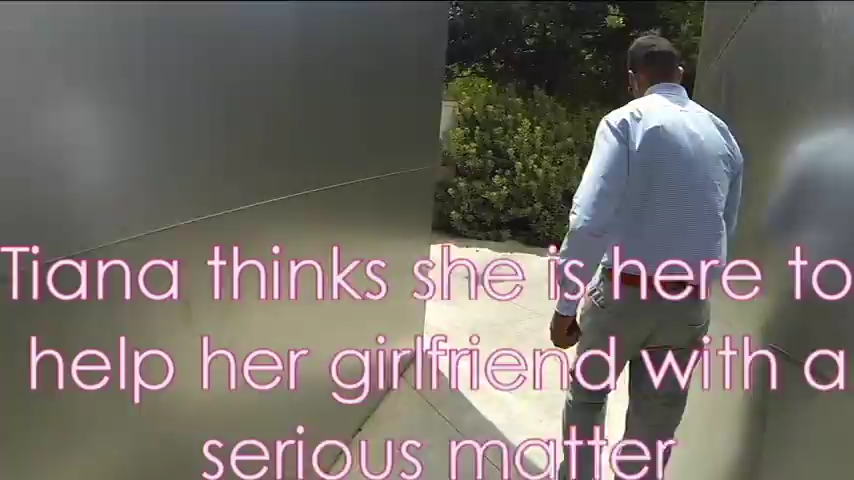 Tiana thinks she is here to
help her girlfriend with a
serious matter